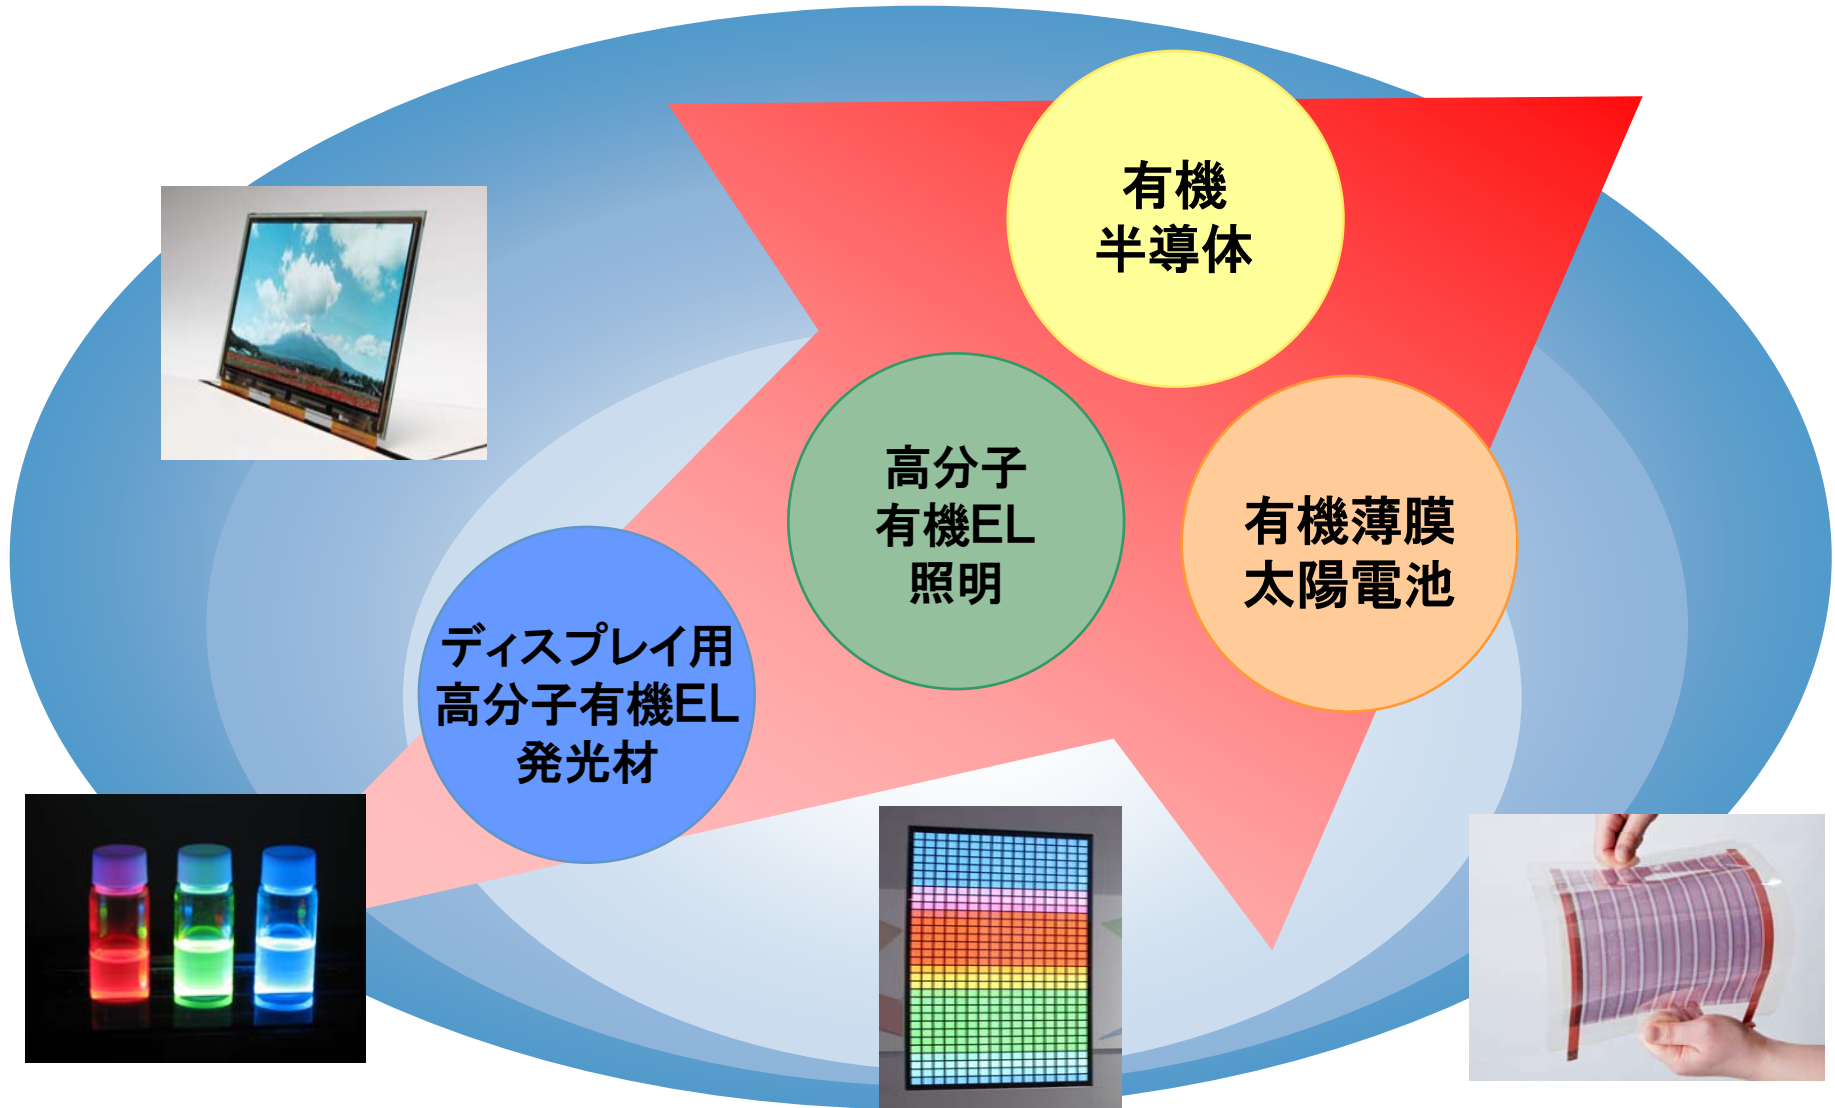 有機
半導体
高分子
有機EL
照明
有機薄膜
太陽電池
ディスプレイ用
高分子有機EL
発光材